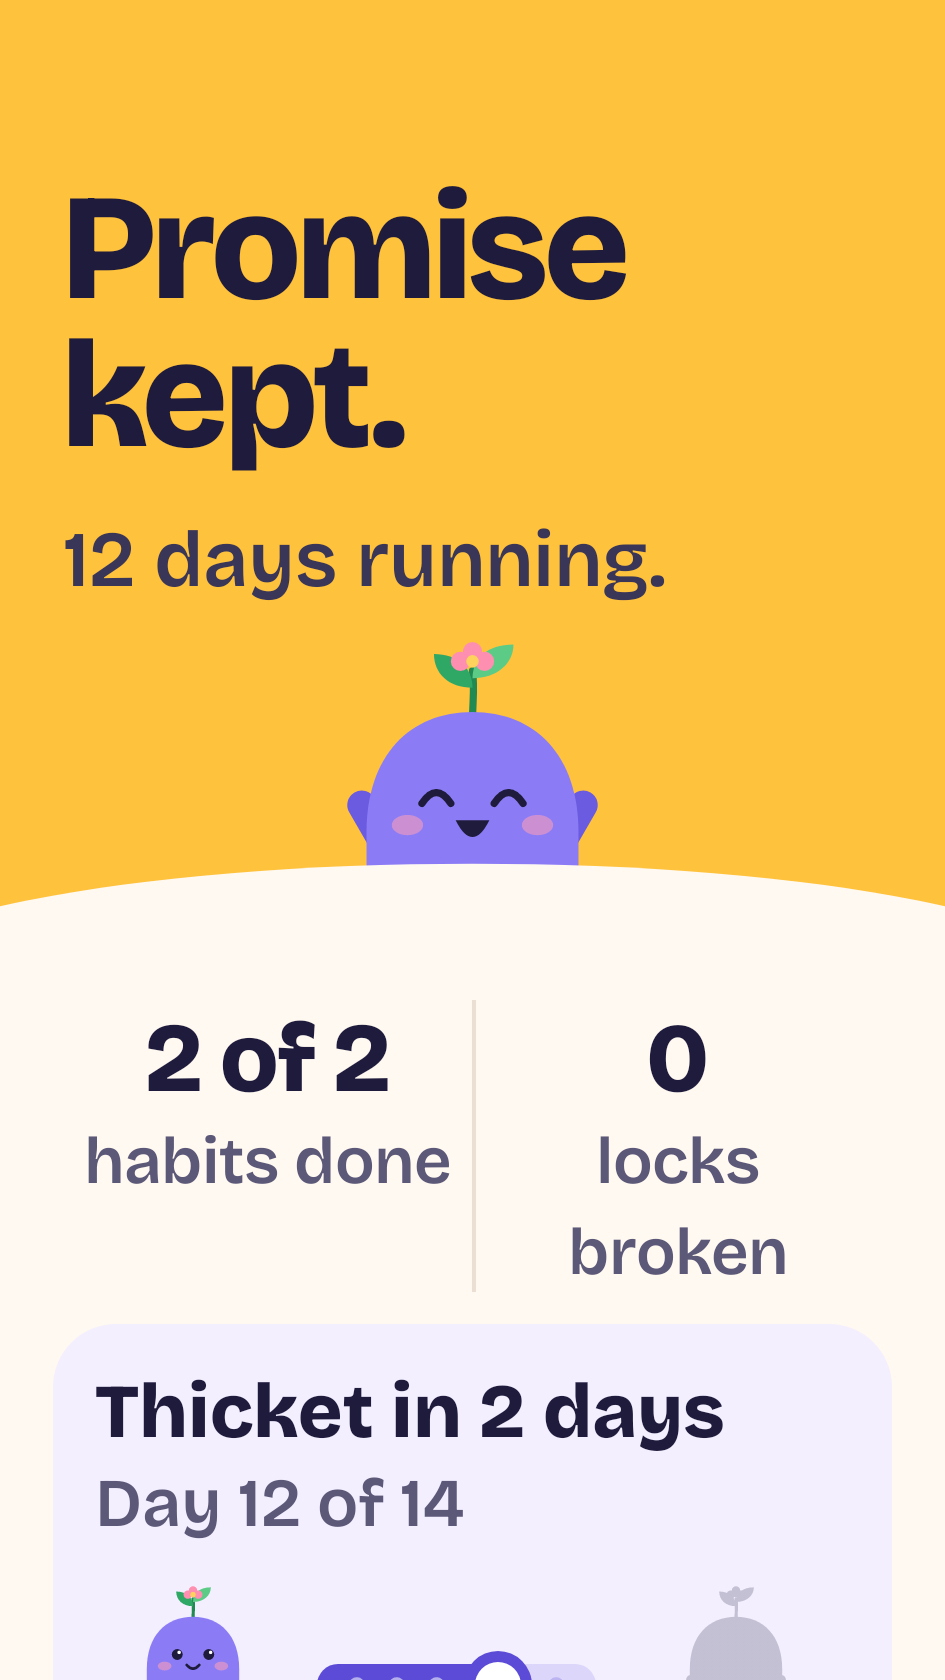 Promise
kept.
12 days running.
2 of 2
habits done
0
locks
broken
Thicket in 2 days
Day 12 of 14